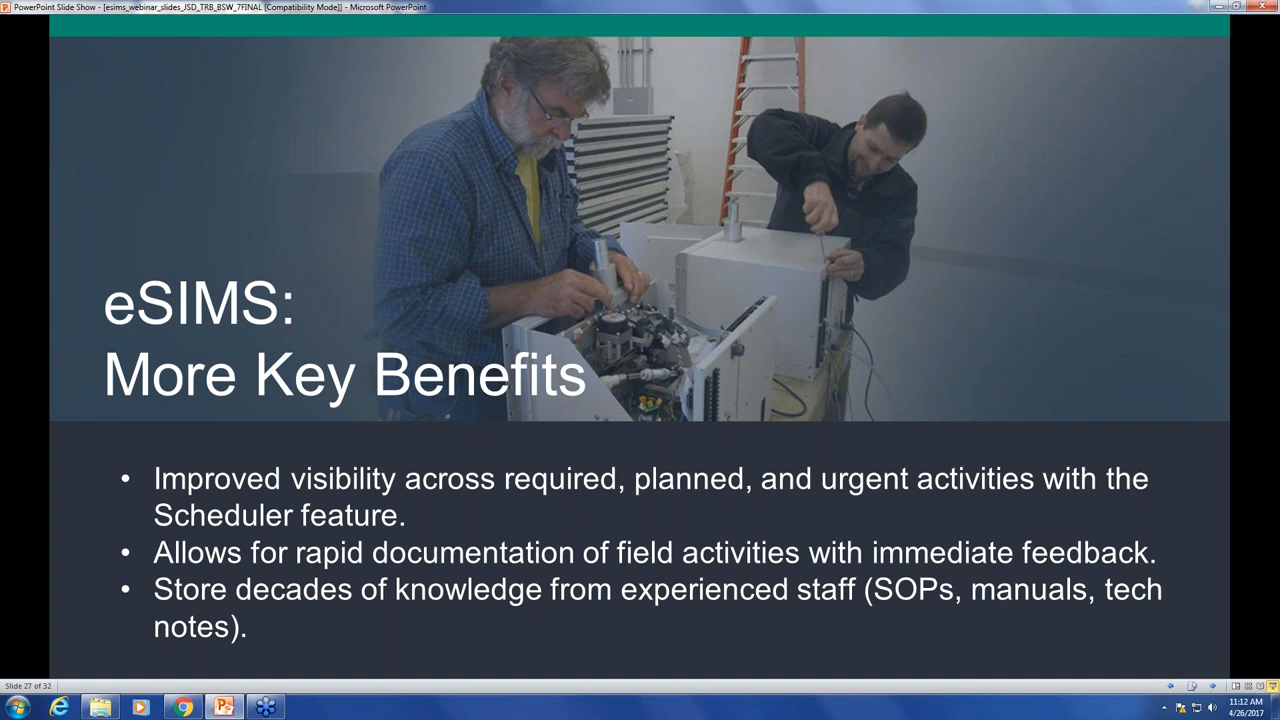 PowerPoint Slide Show - [esims_webinar_slides_JSD_TRB_BSW_7FINAL [Compatibility Mode]] - Microsoft PowerPoint
eSIMS:
More Key Benefits
• Improved visibility across required, planned, and urgent activities with the
Scheduler feature.
• Allows for rapid documentation of field activities with immediate feedback.
• Store decades of knowledge from experienced staff (SOPs, manuals, tech
notes).
Slide 27 of 32
11:12 AM
4/26/2017